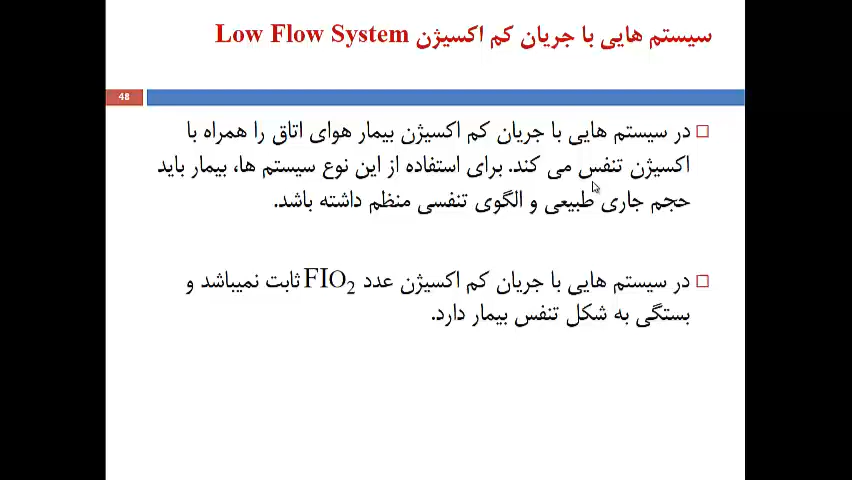 سیستم هایی با جریان کم اکسیژن Low Flow System
48
در سیستم هایی با جریان کم اکسیژن بیمار هوای اتاق را همراه با
اکسیژن تنفس می کند. برای استفاده از این نوع سیستم ها، بیمار باید
حجم جاری طبیعی و الگوی تنفسی منظم داشته باشد.
در سیستم هایی با جریان کم اکسیژن عدد FIO₂ ثابت نمیباشد و
بستگی به شکل تنفس بیمار دارد.